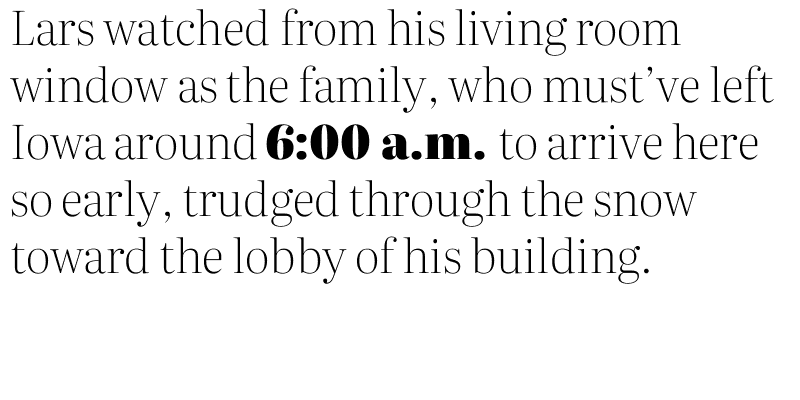 Lars watched from his living room
window as the family, who must’ve left
Iowa around 6:00 a.m. to arrive here
so early, trudged through the snow
toward the lobby of his building.